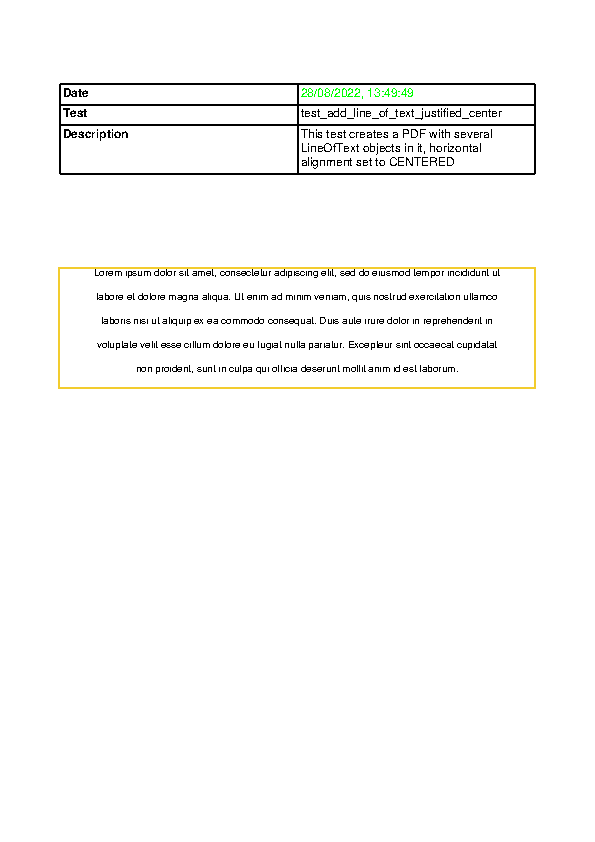 Date 28/08/2022, 13:49:49
Test test_add_line_of_text_justified_center
Description This test creates a PDF with several
LineOfText objects in it, horizontal
alignment set to CENTERED
Lorem ipsum dolor sit amet, consectetur adipiscing elit, sed do eiusmod tempor incididunt ut
labore et dolore magna aliqua. Ut enim ad minim veniam, quis nostrud exercitation ullamco
laboris nisi ut aliquip ex ea commodo consequat. Duis aute irure dolor in reprehenderit in
voluptate velit esse cillum dolore eu fugiat nulla pariatur. Excepteur sint occaecat cupidatat
non proident, sunt in culpa qui officia deserunt mollit anim id est laborum.